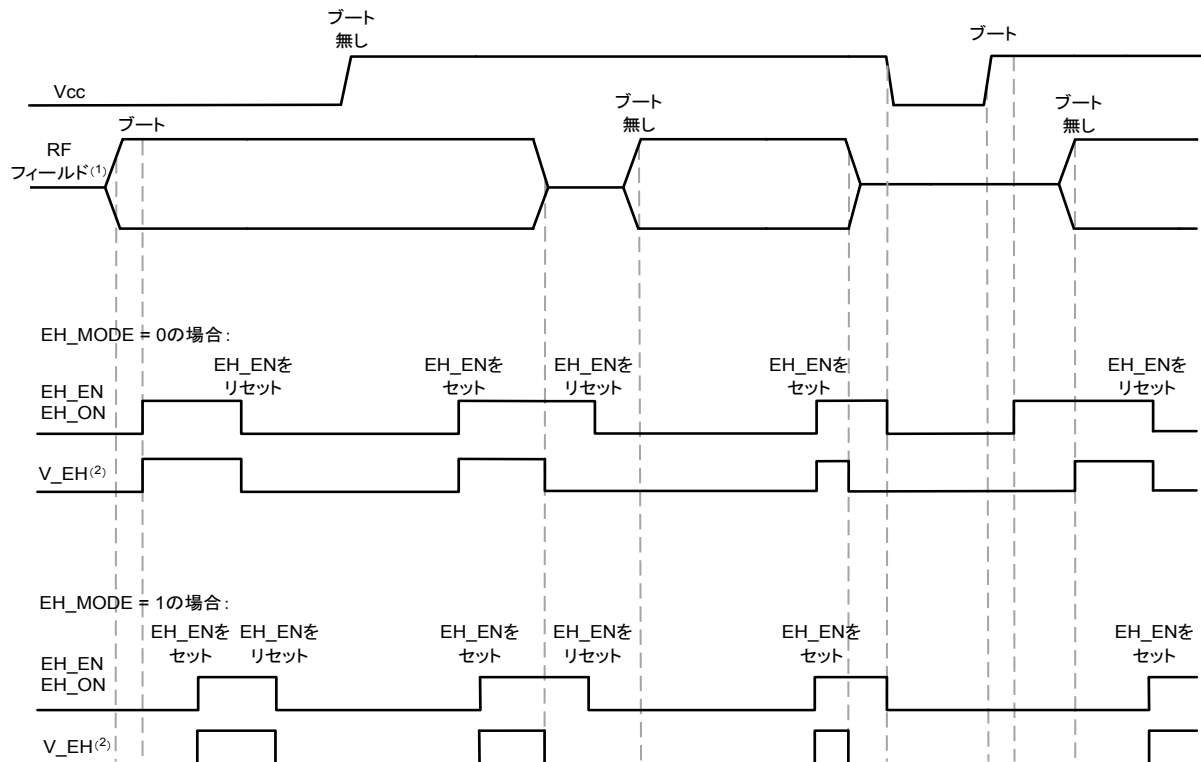 ブート
無し
ブート
Vcc
ブート
ブート
無し
ブート
無し
RF
フィールド(1)
EH_MODE = 0の場合:
EH_ENを
リセット
EH_ENを
セット
EH_ENを
リセット
EH_ENを
セット
EH_ENを
リセット
EH_EN
EH_ON
V_EH(2)
EH_MODE = 1の場合:
EH_ENを
セット
EH_ENを
リセット
EH_ENを
セット
EH_ENを
リセット
EH_ENを
セット
EH_ENを
セット
EH_EN
EH_ON
V_EH(2)